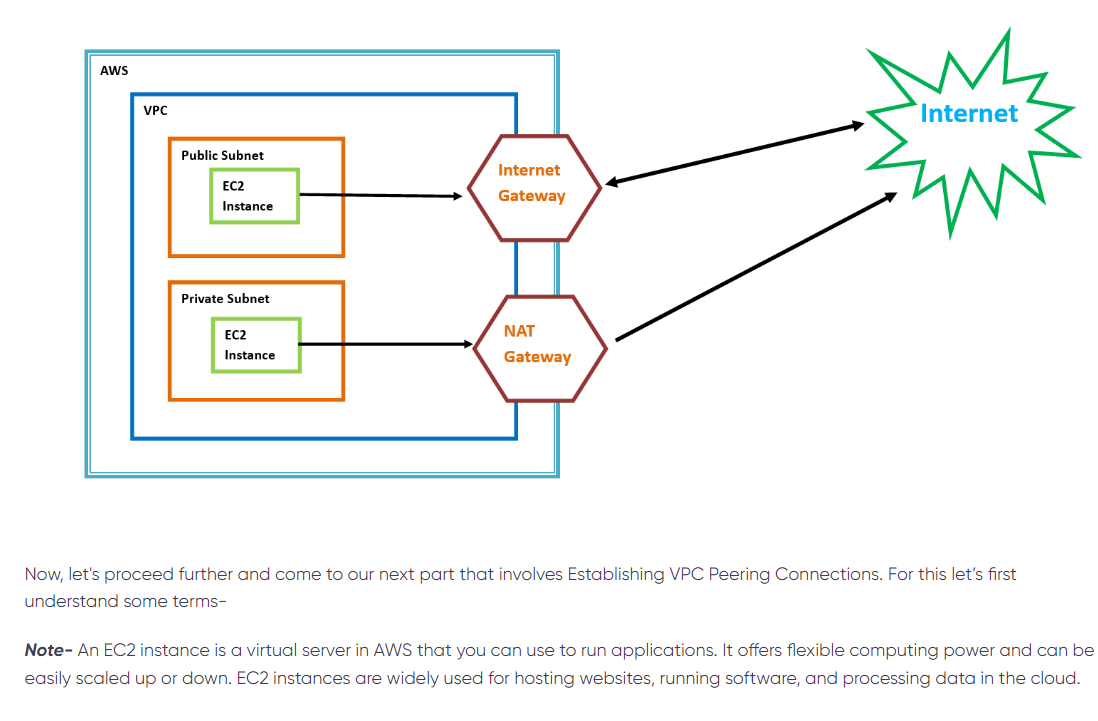 AWS
VPC
Public Subnet
EC2
Instance
Internet
Gateway
Internet
Private Subnet
EC2
Instance
NAT
Gateway
Now, let's proceed further and come to our next part that involves Establishing VPC Peering Connections. For this let's first
understand some terms-
Note- An EC2 instance is a virtual server in AWS that you can use to run applications. It offers flexible computing power and can be
easily scaled up or down. EC2 instances are widely used for hosting websites, running software, and processing data in the cloud.